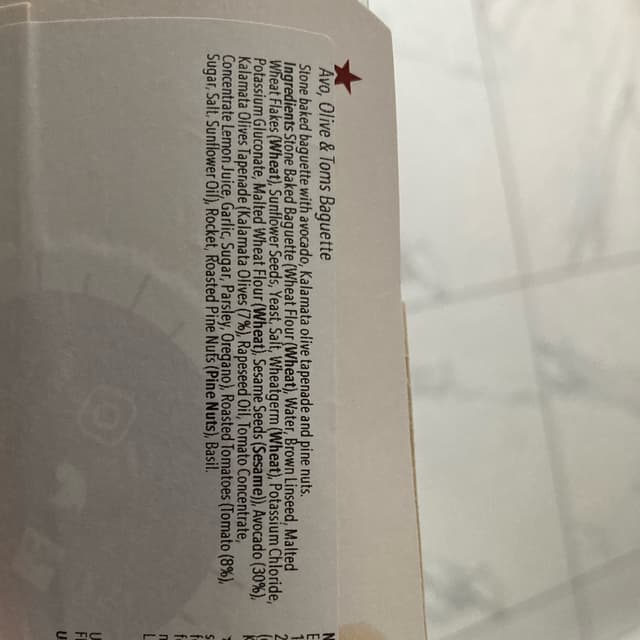 Avo, Olive & Toms Baguette
Stone baked baguette with avocado, Kalamata olive tapenade and pine nuts.
Ingredients Stone Baked Baguette (Wheat Flour (Wheat), Water, Brown Linseed, Malted
Wheat Flakes (Wheat), Sunflower Seeds, Yeast, Salt, Wheatgerm (Wheat), Potassium Chloride,
Potassium Gluconate, Malted Wheat Flour (Wheat), Sesame Seeds (Sesame)), Avocado (30%),
Kalamata Olives Tapenade (Kalamata Olives (7%), Rapeseed Oil, Tomato Concentrate,
Concentrate Lemon Juice, Garlic, Sugar, Parsley, Oregano), Roasted Tomatoes (Tomato (8%),
Sugar, Salt, Sunflower Oil), Rocket, Roasted Pine Nuts (Pine Nuts), Basil.